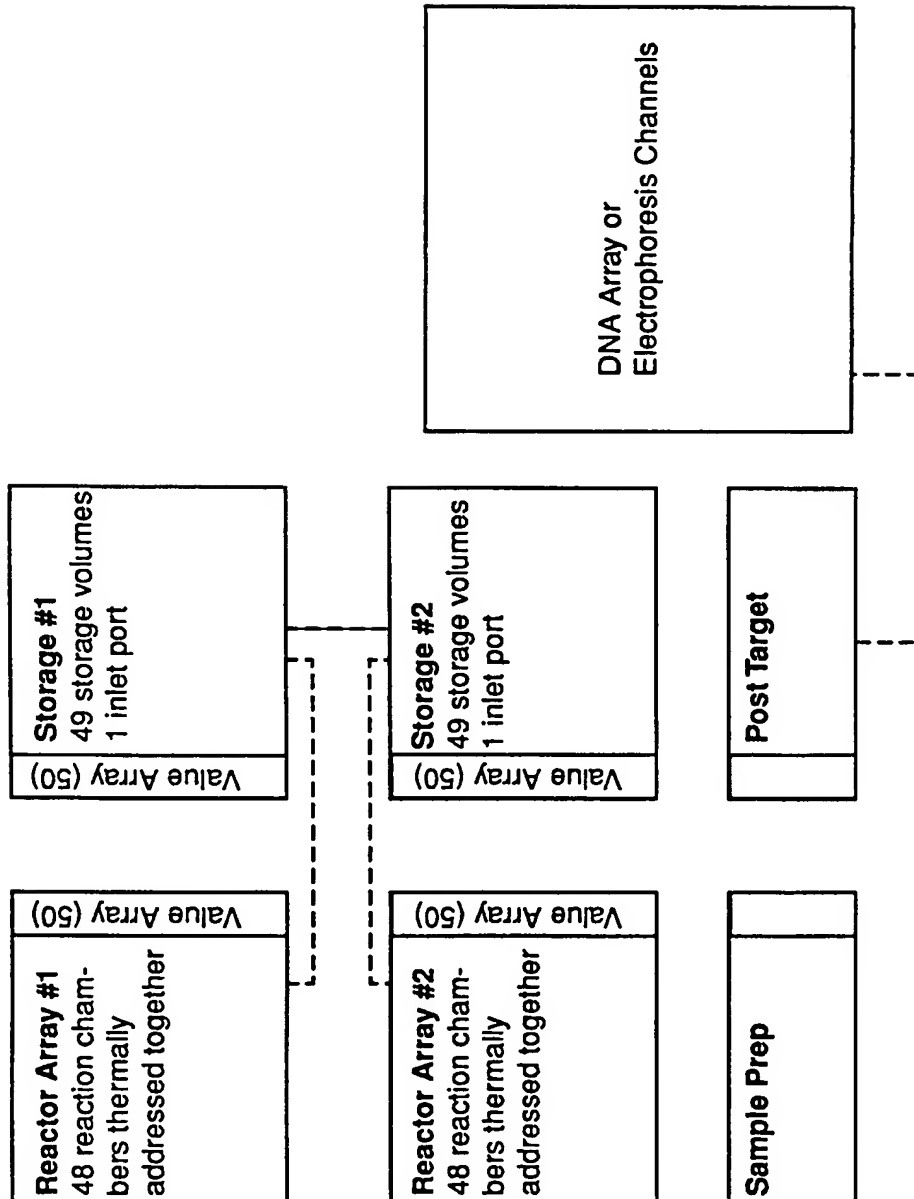 Reactor Array #1
48 reaction cham-
bers thermally
addressed together
Value Array (50)
Value Array (50)
Storage #1
49 storage volumes
1 inlet port
Reactor Array #2
48 reaction cham-
bers thermally
addressed together
Value Array (50)
Value Array (50)
Storage #2
49 storage volumes
1 inlet port
Sample Prep
Post Target
DNA Array or
Electrophoresis Channels